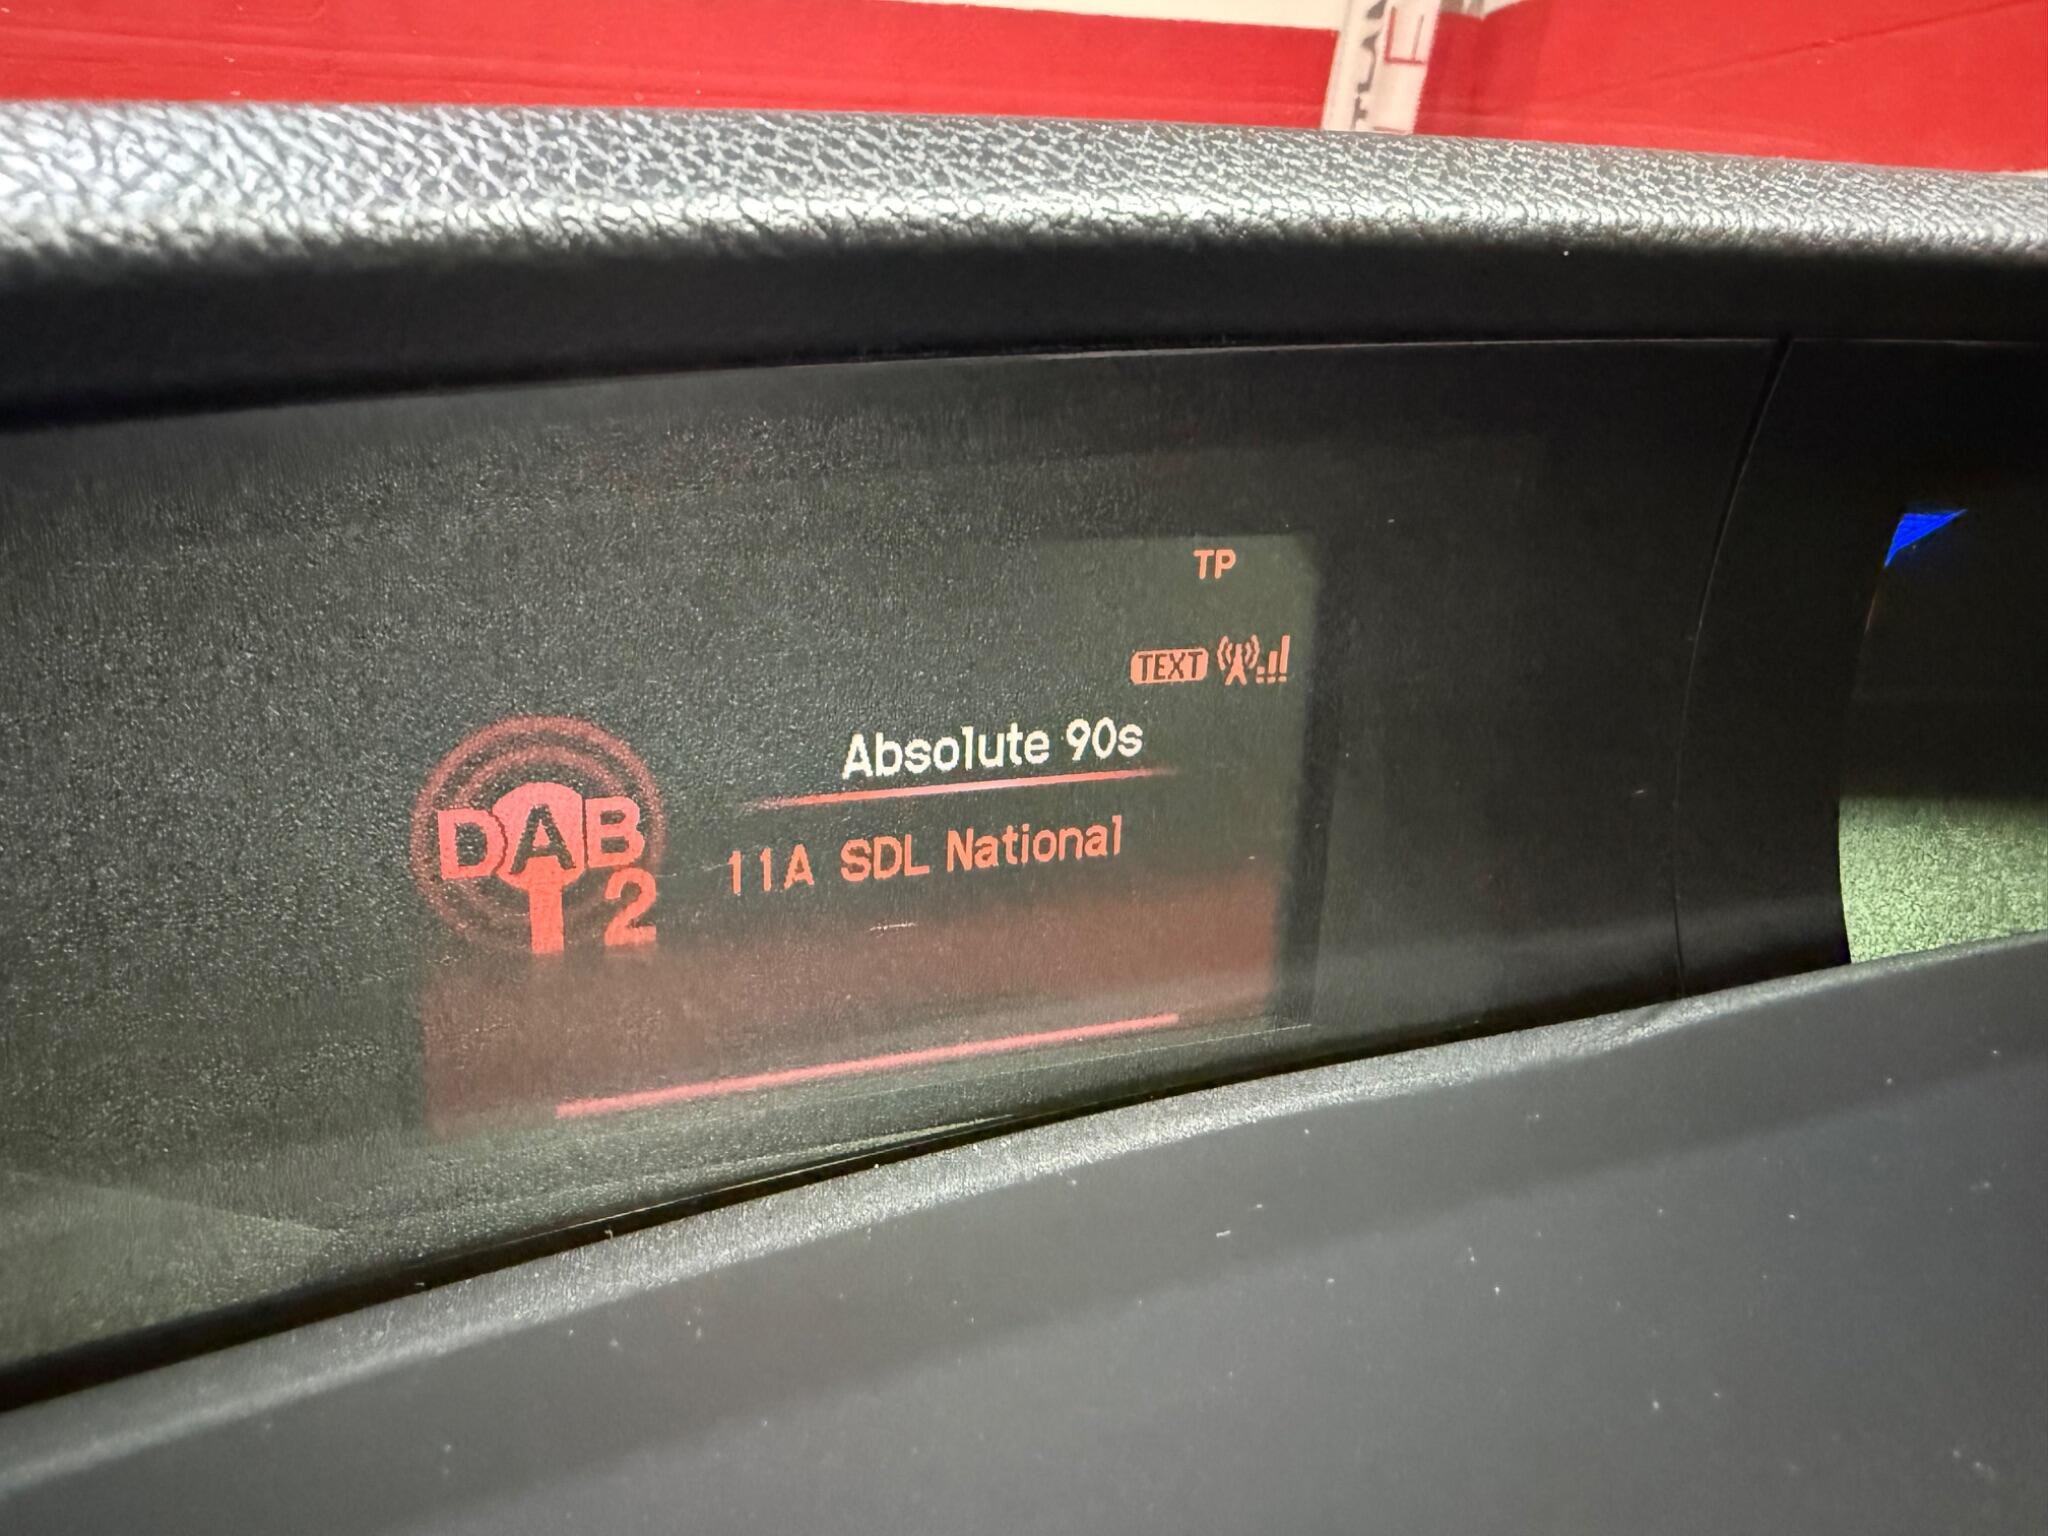 TP
TEXT
Absolute 90s
DAB
2
11A SDL National